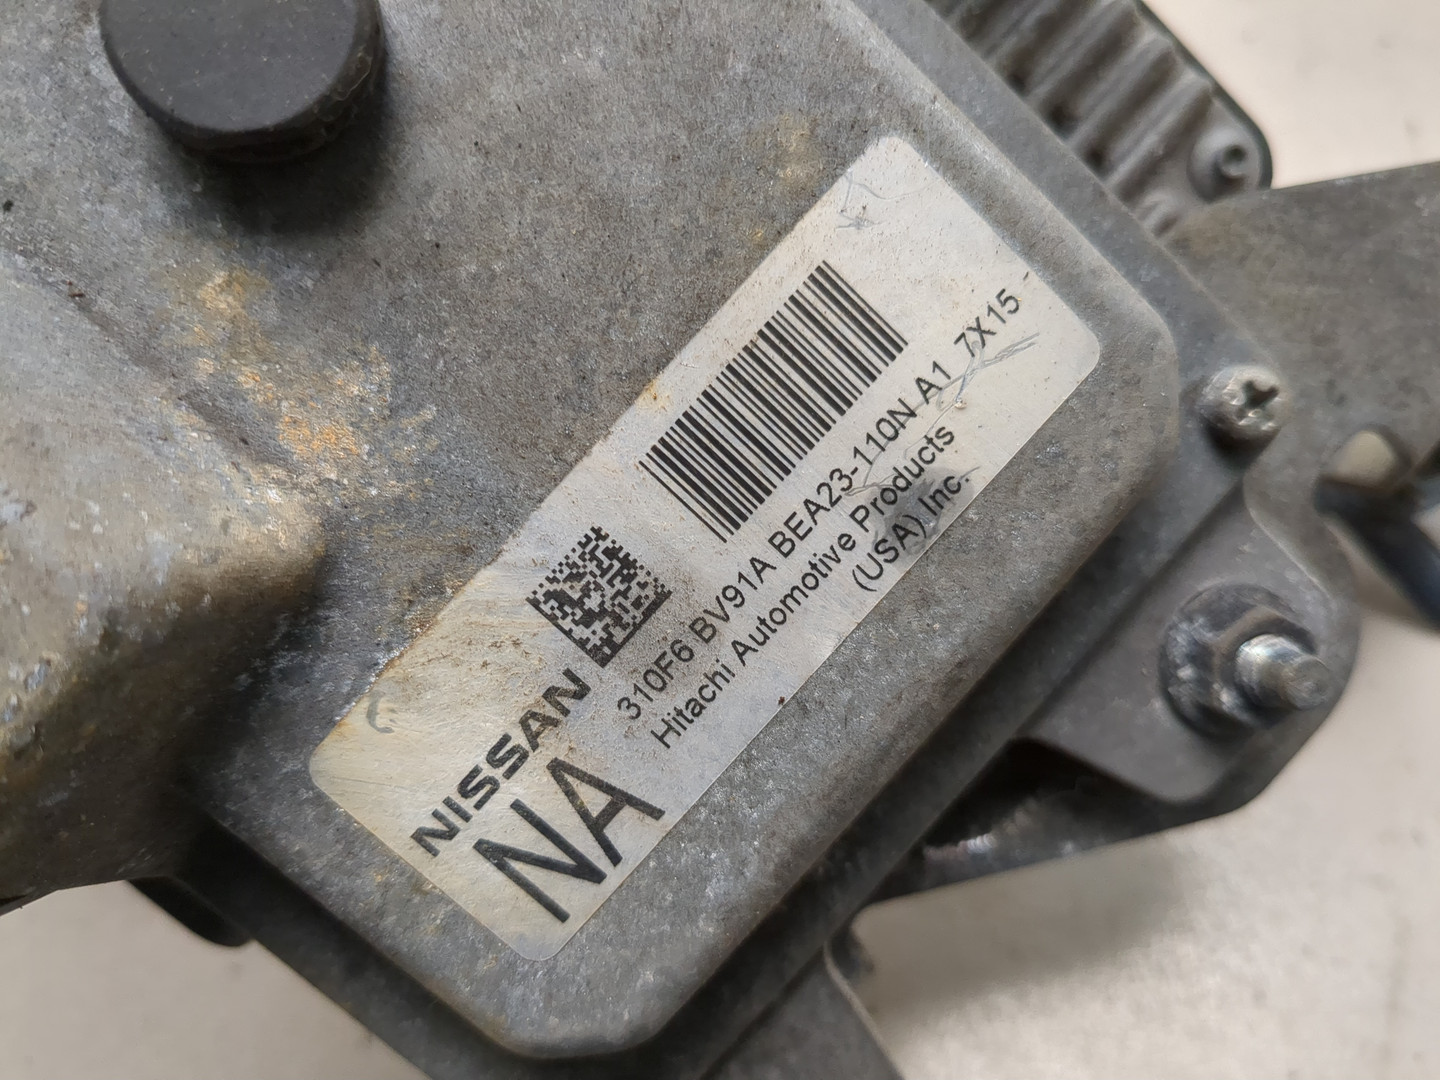 NISSAN
NA
310F6 BV91A BEA23-110N A1 7X15
Hitachi Automotive Products
(USA) Inc.